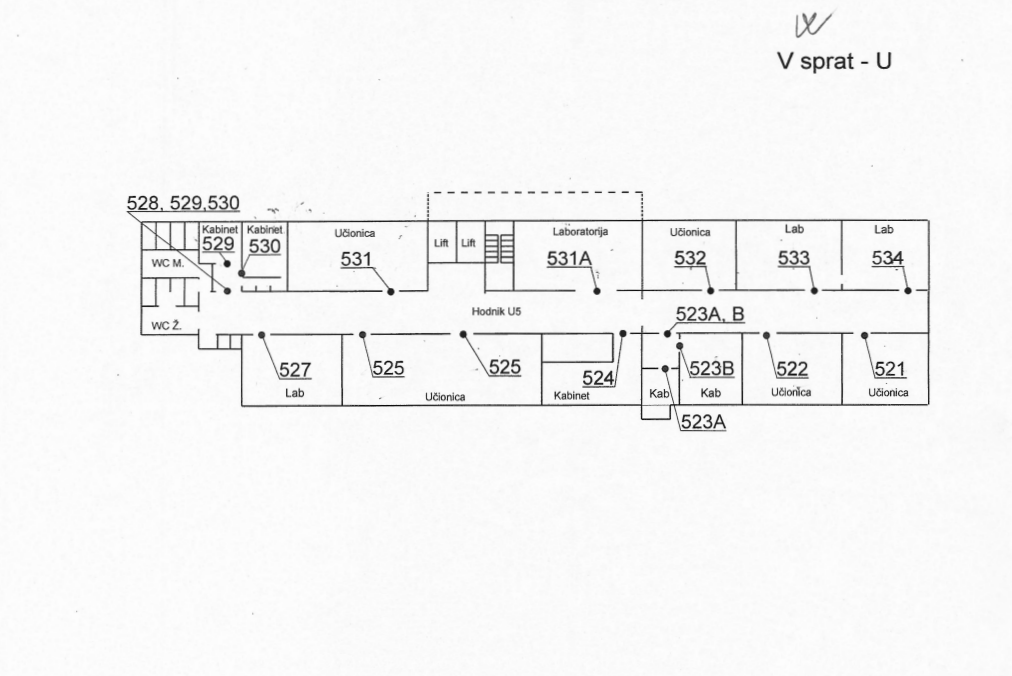 V sprat - U
528, 529,530
Kabinet
529
Kabinet
530
Učionica
531
Lift
Lift
Laboratorija
531A
Učionica
532
Lab
533
Lab
534
WC M.
WC Ž.
Hodnik U5
523A, B
527
Lab
525
525
Učionica
524
Kabinet
Kab
523B
Kab
523A
522
Učionica
521
Učionica